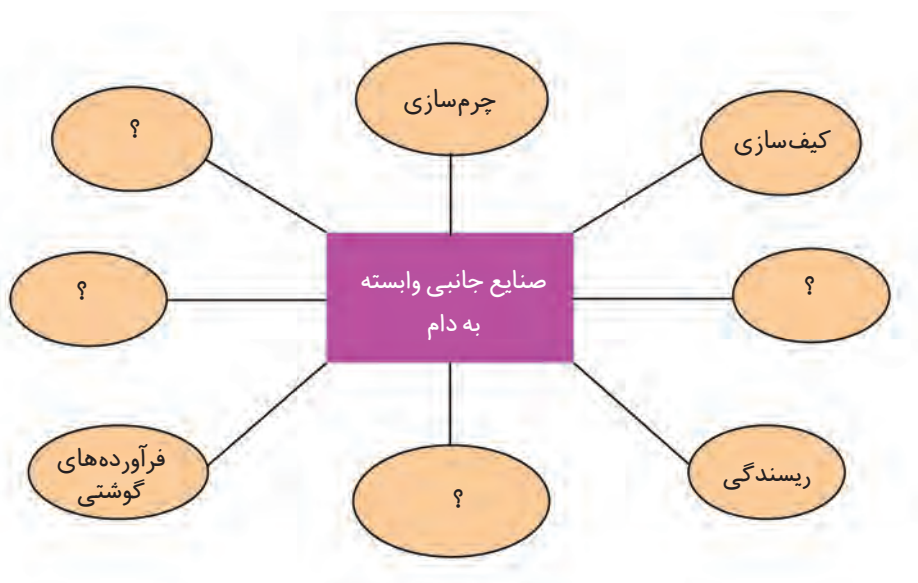 چرم‌سازی
کیف‌سازی
؟
؟
؟
صنایع جانبی وابسته
به دام
؟
ریسندگی
؟
فرآورده‌های
گوشتی